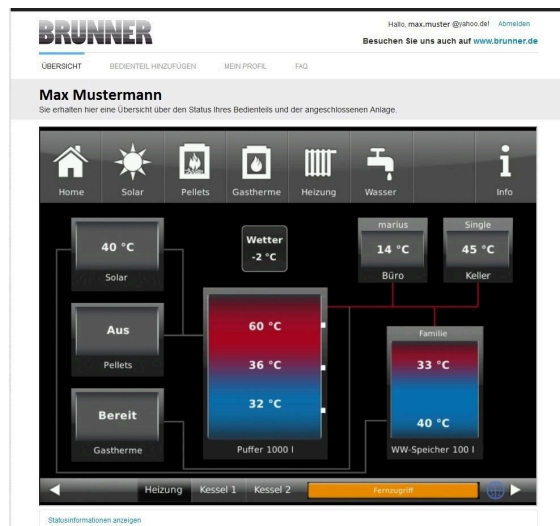 BRUNNER
Hallo, max.muster @yahoo.de! Abmelden
Besuchen Sie uns auch auf www.brunner.de
ÜBERSICHT BEDIENTEIL HINZUFÜGEN MEIN PROFIL FAQ
Max Mustermann
Sie erhalten hier eine Übersicht über den Status Ihres Bedienteils und der angeschlossenen Anlage.
Home Solar Pellets Gastherme Heizung Wasser Info
40 °C
Solar
Wetter
-2 °C
marius
14 °C
Büro
Single
45 °C
Keller
Aus
Pellets
60 °C
36 °C
32 °C
Puffer 1000 l
Familie
33 °C
40 °C
WW-Speicher 100 l
Bereit
Gastherme
Heizung Kessel 1 Kessel 2 Fernzugriff
Statusinformationen anzeigen